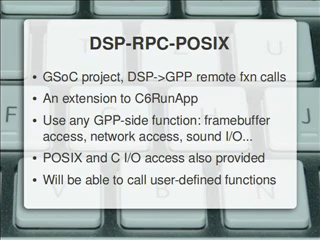 DSP-RPC-POSIX
• GSoC project, DSP->GPP remote fxn calls
• An extension to C6RunApp
• Use any GPP-side function: framebuffer
access, network access, sound I/O...
• POSIX and C I/O access also provided
• Will be able to call user-defined functions
F
G
J
V
B
N